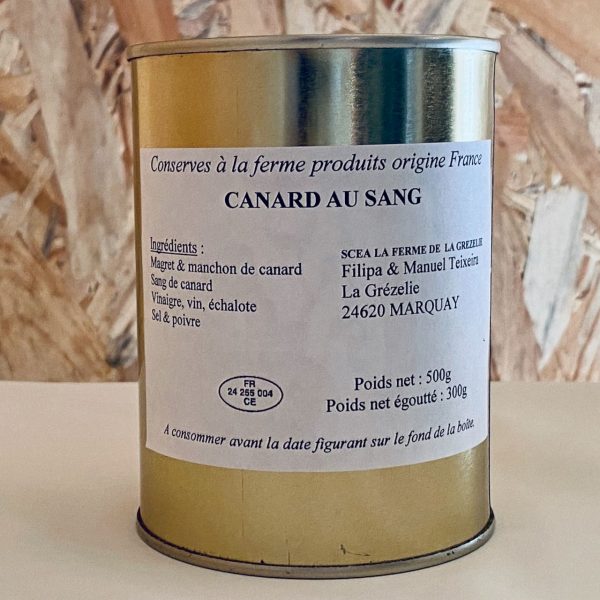 Conserves à la ferme produits origine France
CANARD AU SANG
Ingrédients :
Magret & manchon de canard
Sang de canard
Vinaigre, vin, échalote
Sel & poivre
SCEA LA FERME DE LA GREZELIE
Filipa & Manuel Teixeira
La Grézelie
24620 MARQUAY
FR
24 255 004
CE
Poids net : 500g
Poids net égoutté : 300g
A consommer avant la date figurant sur le fond de la boîte.